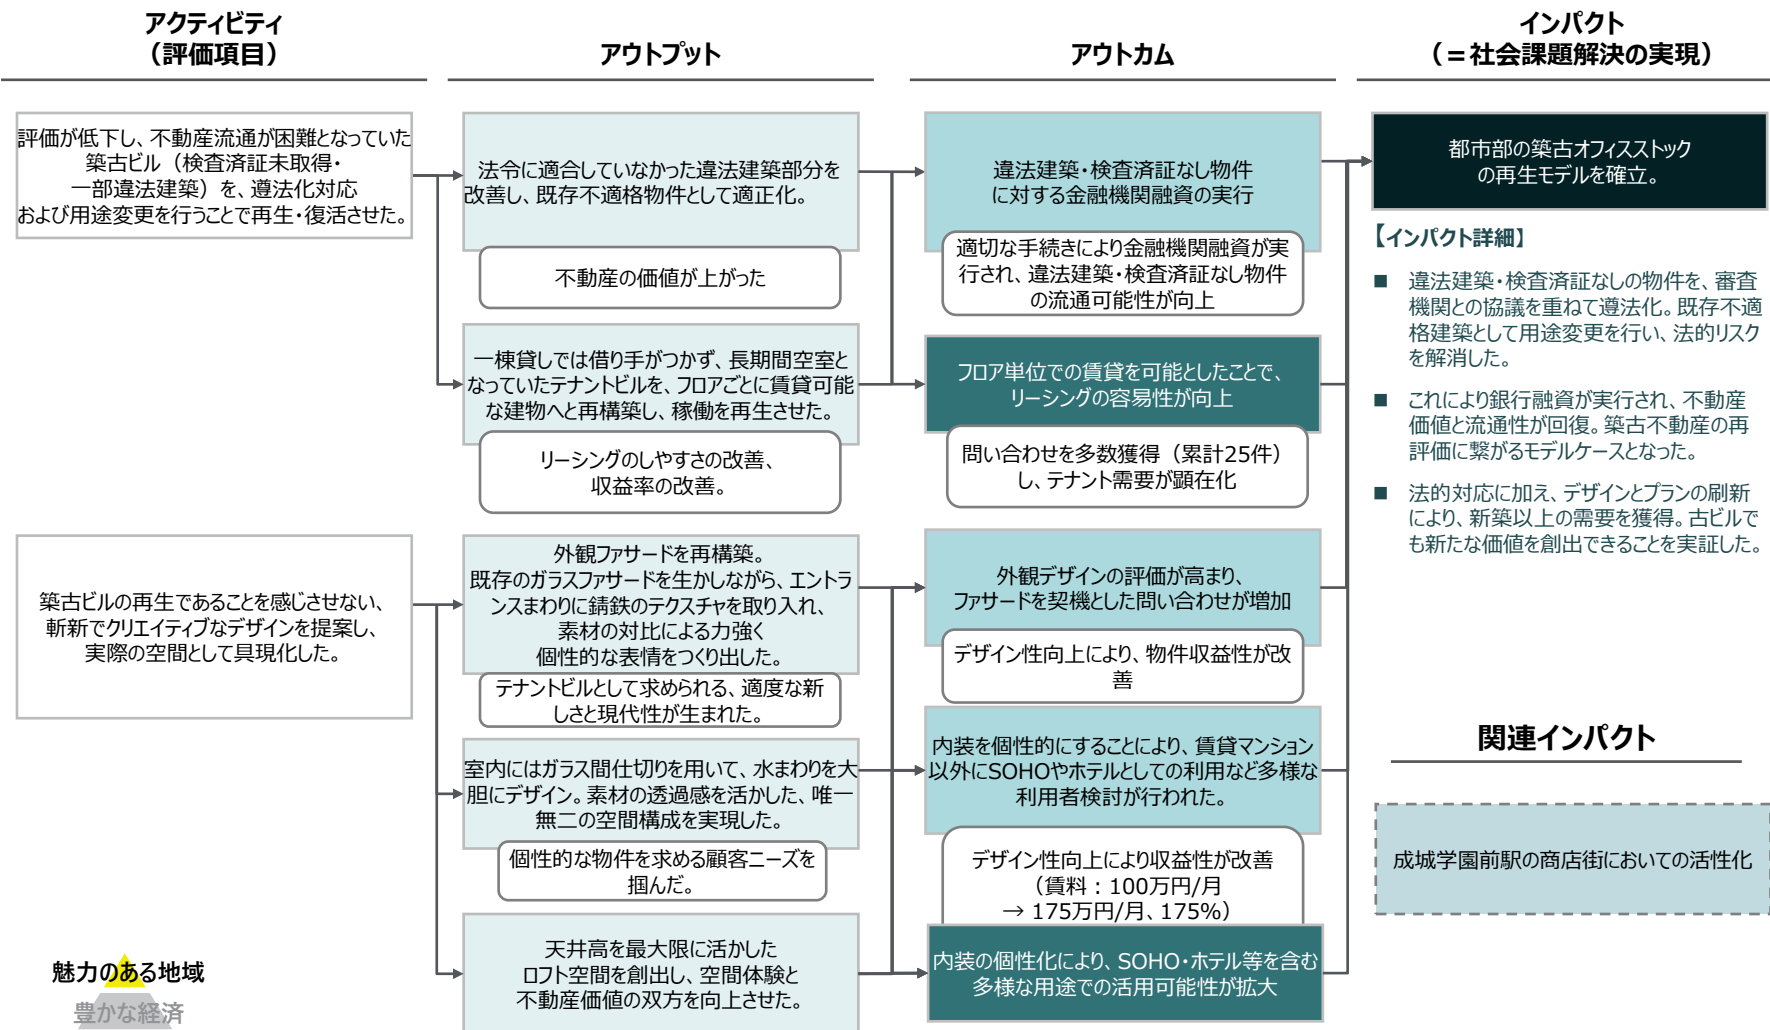 アクティビティ
（評価項目）
アウトプット
アウトカム
インパクト
（＝社会課題解決の実現）
評価が低下し、不動産流通が困難となっていた
築古ビル（検査済証未取得・
一部違法建築）を、遵法化対応
および用途変更を行うことで再生・復活させた。
法令に適合していなかった違法建築部分を
改善し、既存不適格物件として適正化。
不動産の価値が上がった
一棟貸しでは借り手がつかず、長期間空室と
なっていたテナントビルを、フロアごとに賃貸可能
な建物へと再構築し、稼働を再生させた。
リーシングのしやすさの改善、
収益率の改善。
違法建築・検査済証なし物件
に対する金融機関融資の実行
適切な手続きにより金融機関融資が実
行され、違法建築・検査済証なし物件
の流通可能性が向上
フロア単位での賃貸を可能としたことで、
リーシングの容易性が向上
問い合わせを多数獲得（累計25件）
し、テナント需要が顕在化
都市部の築古オフィスストック
の再生モデルを確立。
【インパクト詳細】
■ 違法建築・検査済証なしの物件を、審査
機関との協議を重ねて遵法化。既存不適
格建築として用途変更を行い、法的リスク
を解消した。
■ これにより銀行融資が実行され、不動産
価値と流通性が回復。築古不動産の再
評価に繋がるモデルケースとなった。
■ 法的対応に加え、デザインとプランの刷新
により、新築以上の需要を獲得。古ビルで
も新たな価値を創出できることを実証した。
築古ビルの再生であることを感じさせない、
斬新でクリエイティブなデザインを提案し、
実際の空間として具現化した。
外観ファサードを再構築。
既存のガラスファサードを生かしながら、エントラ
ンスまわりに錆鉄のテクスチャを取り入れ、
素材の対比による力強く
個性的な表情をつくり出した。
テナントビルとして求められる、適度な新
しさと現代性が生まれた。
室内にはガラス間仕切りを用いて、水まわりを大
胆にデザイン。素材の透過感を活かした、唯一
無二の空間構成を実現した。
個性的な物件を求める顧客ニーズを
掴んだ。
天井高を最大限に活かした
ロフト空間を創出し、空間体験と
不動産価値の双方を向上させた。
外観デザインの評価が高まり、
ファサードを契機とした問い合わせが増加
デザイン性向上により、物件収益性が改
善
内装を個性的にすることにより、賃貸マンション
以外にSOHOやホテルとしての利用など多様な
利用者検討が行われた。
デザイン性向上により収益性が改善
（賃料：100万円/月
→ 175万円/月、175%）
内装の個性化により、SOHO・ホテル等を含む
多様な用途での活用可能性が拡大
関連インパクト
成城学園前駅の商店街においての活性化
魅力のある地域
豊かな経済